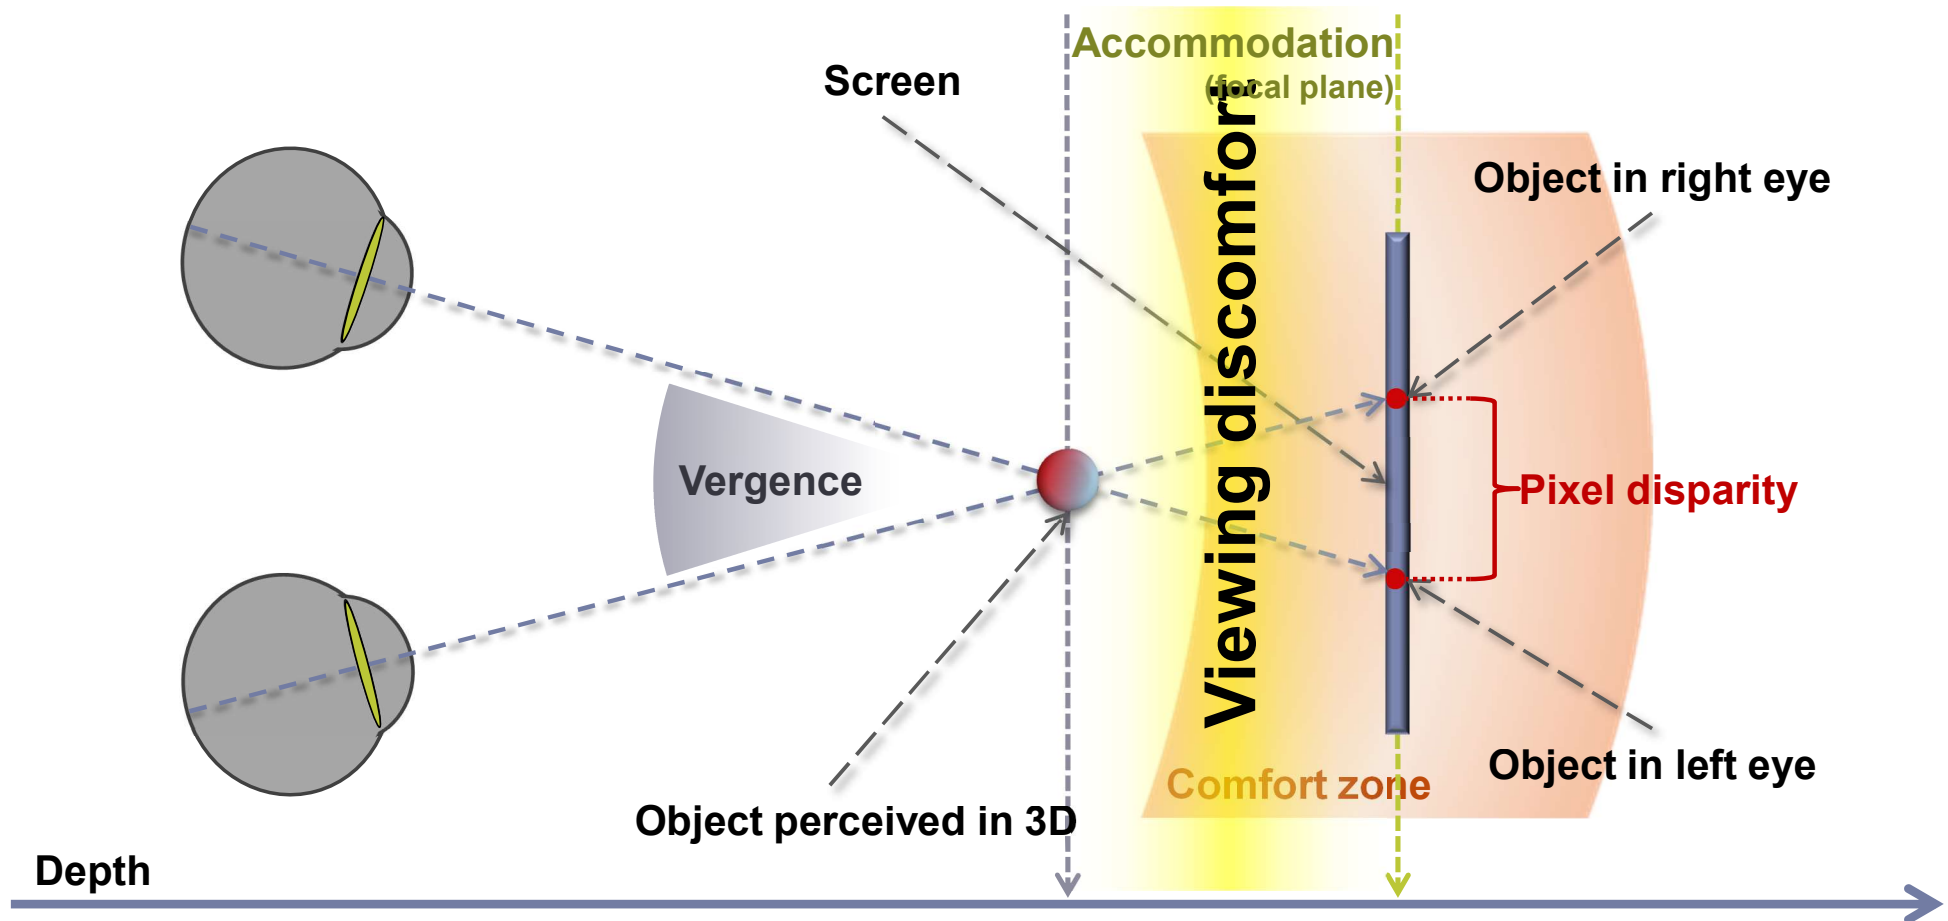 Accommodation
(focal plane)
Screen
Viewing discomfort
Object in right eye
Vergence
Pixel disparity
Object in left eye
Comfort zone
Object perceived in 3D
Depth